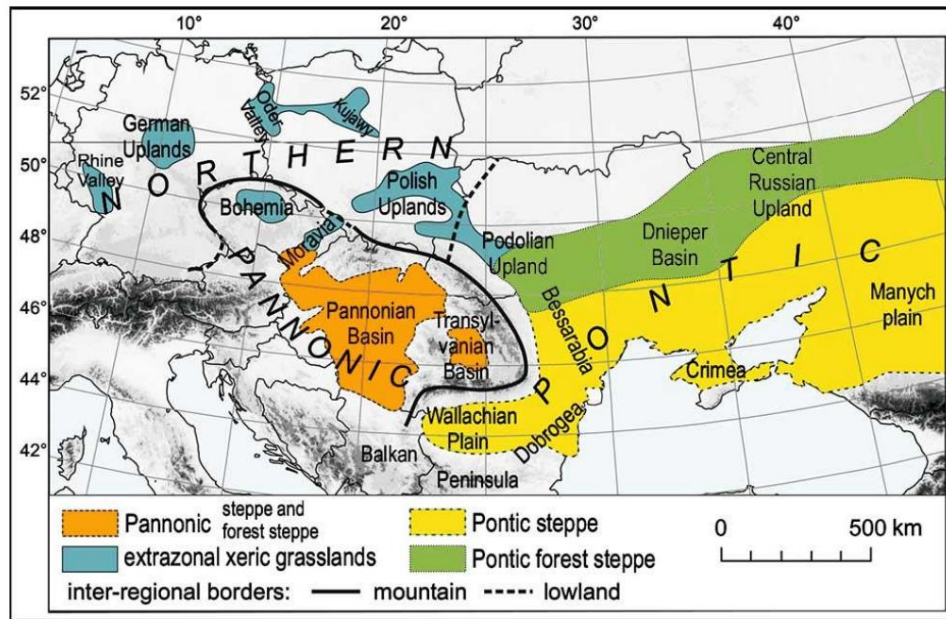 10° 20° 30° 40°
52°
50°
48°
46°
44°
42°
Oder
Valley
Kujawy
German
Uplands
Rhine
Valley
NORTHERN
Polish
Uplands
Bohemia
Moravia
Podolian
Upland
Central
Russian
Upland
Dnieper
Basin
PANNONIC
PONTIC
Pannonian
Basin
Transyl-
vanian
Basin
Bessarabia
Manych
plain
Crimea
Wallachian
Plain
Dobrogea
Balkan
Peninsula
Pannonic steppe and
forest steppe
Pontic steppe
0 500 km
extrazonal xeric grasslands
Pontic forest steppe
inter-regional borders: mountain lowland